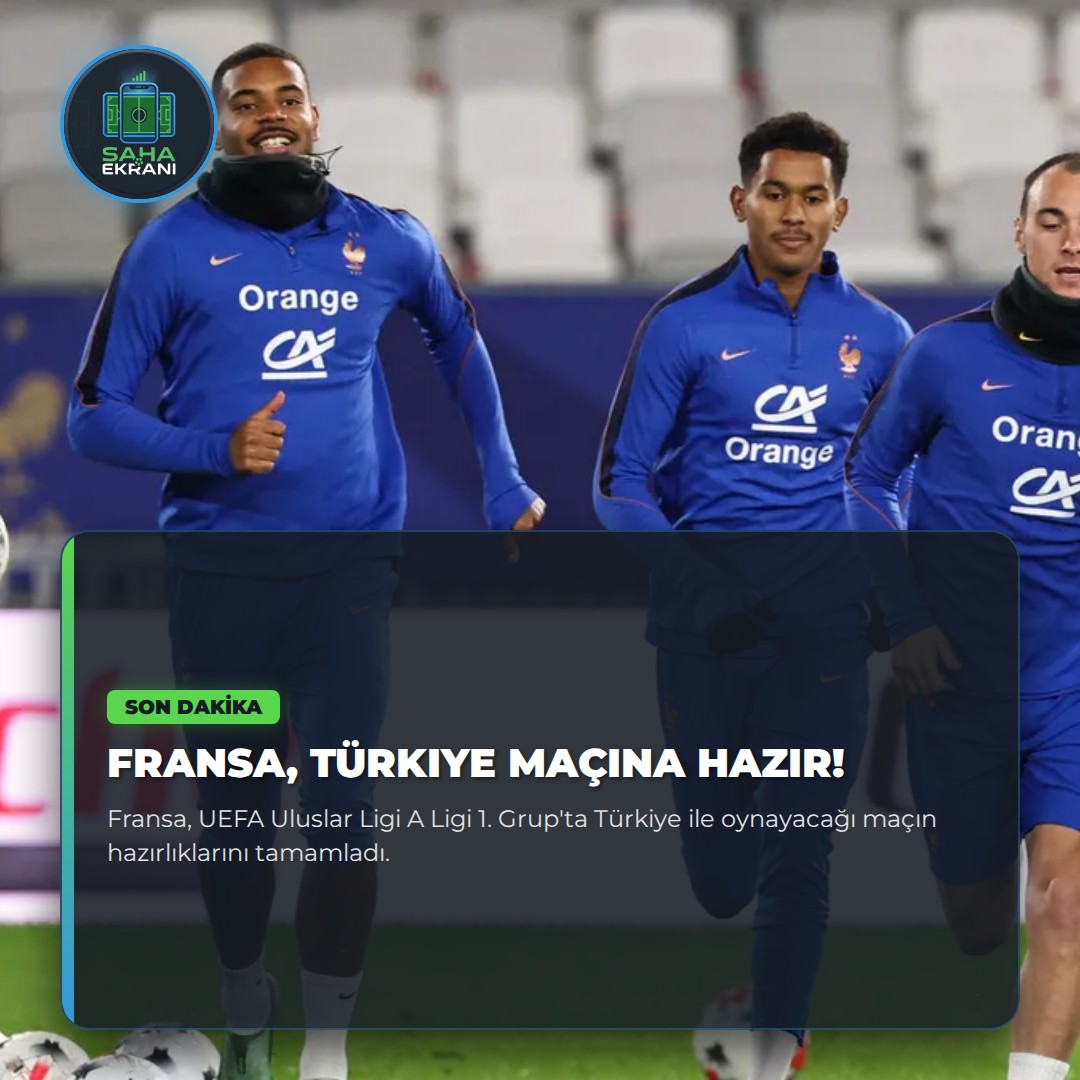 SAHA
EKRANI
Orange
CA
CA
Orange
Orang
CA
SON DAKİKA
FRANSA, TÜRKIYE MAÇINA HAZIR!
Fransa, UEFA Uluslar Ligi A Ligi 1. Grup'ta Türkiye ile oynayacağı maçın
hazırlıklarını tamamladı.